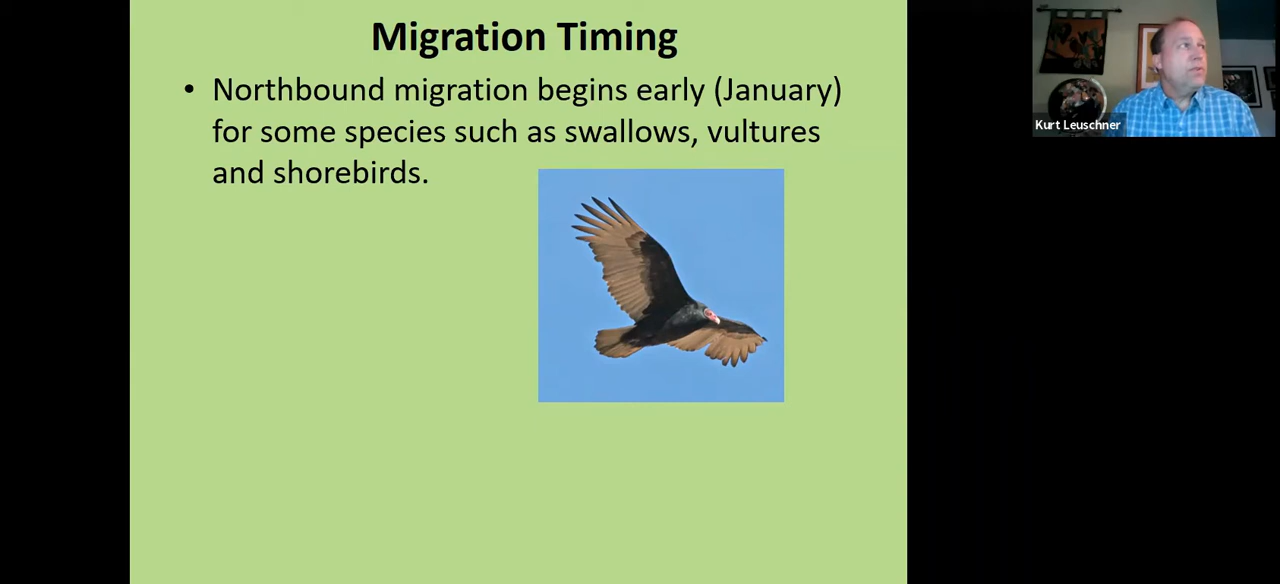 Migration Timing
• Northbound migration begins early (January)
for some species such as swallows, vultures
and shorebirds.
Kurt Leuschner